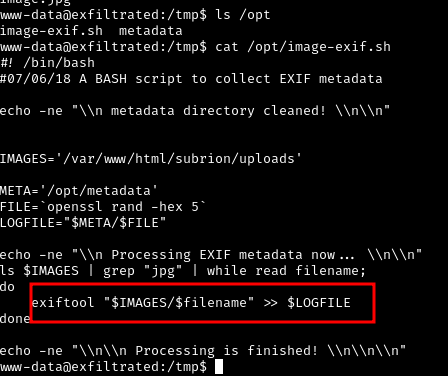 image.jpg
www-data@exfiltrated:/tmp$ ls /opt
image-exif.sh  metadata
www-data@exfiltrated:/tmp$ cat /opt/image-exif.sh
#! /bin/bash
#07/06/18 A BASH script to collect EXIF metadata
echo -ne "\\n metadata directory cleaned! \\n\\n"
IMAGES='/var/www/html/subrion/uploads'
META='/opt/metadata'
FILE=`openssl rand -hex 5`
LOGFILE="$META/$FILE"
echo -ne "\\n Processing EXIF metadata now... \\n\\n"
ls $IMAGES | grep "jpg" | while read filename;
do
    exiftool "$IMAGES/$filename" >> $LOGFILE
done
echo -ne "\\n\\n Processing is finished! \\n\\n\\n"
www-data@exfiltrated:/tmp$